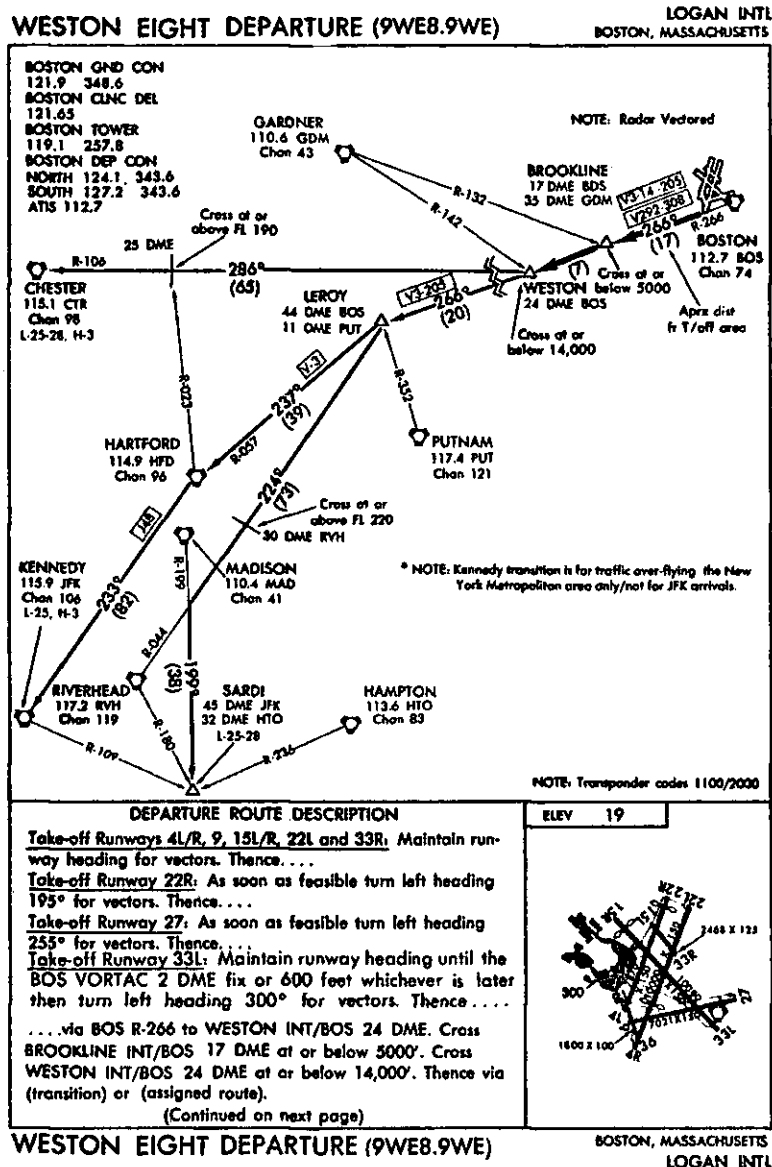 WESTON EIGHT DEPARTURE (9WE8.9WE)
LOGAN INTL
BOSTON, MASSACHUSETTS
BOSTON GND CON
121.9 348.6
BOSTON CLNC DEL
121.65
BOSTON TOWER
119.1 257.8
BOSTON DEP CON
NORTH 124.1, 343.6
SOUTH 127.2 343.6
ATIS 112.7
GARDNER
110.6 GDM
Chan 43
NOTE: Radar Vectored
BROOKLINE
17 DME BDS
35 DME GDM
V3-14-205
V292-308
266°
(17)
R-266
BOSTON
112.7 BOS
Chan 74
R-132
R-142
Cross at or
above FL 190
25 DME
R-106
286°
(65)
CHESTER
115.1 CTR
Chan 98
L-25-28, H-3
(7)
Cross at or
below 5000
WESTON
24 DME BOS
Aprx dist
fr T/off area
V3-205
266°
(20)
Cross at or
below 14,000
LEROY
44 DME BOS
11 DME PUT
R-023
V-3
237°
(39)
R-057
R-352
PUTNAM
117.4 PUT
Chan 121
HARTFORD
114.9 HFD
Chan 96
224°
(73)
Cross at or
above FL 220
30 DME RVH
J48
233°
(82)
MADISON
110.4 MAD
Chan 41
R-199
KENNEDY
115.9 JFK
Chan 106
L-25, H-3
* NOTE: Kennedy transition is for traffic over-flying the New
York Metropolitan area only/not for JFK arrivals.
R-044
199°
(38)
RIVERHEAD
117.2 RVH
Chan 119
SARDI
45 DME JFK
32 DME HTO
L-25-28
HAMPTON
113.6 HTO
Chan 83
R-109
R-180
R-236
NOTE: Transponder codes 1100/2000
DEPARTURE ROUTE DESCRIPTION
Take-off Runways 4L/R, 9, 15L/R, 22L and 33R: Maintain run-
way heading for vectors. Thence....
Take-off Runway 22R: As soon as feasible turn left heading
195° for vectors. Thence....
Take-off Runway 27: As soon as feasible turn left heading
255° for vectors. Thence....
Take-off Runway 33L: Maintain runway heading until the
BOS VORTAC 2 DME fix or 600 feet whichever is later
then turn left heading 300° for vectors. Thence....
....via BOS R-266 to WESTON INT/BOS 24 DME. Cross
BROOKLINE INT/BOS 17 DME at or below 5000'. Cross
WESTON INT/BOS 24 DME at or below 14,000'. Thence via
(transition) or (assigned route).
(Continued on next page)
ELEV 19
15R
15L
22R
22L
2468 X 125
33R
300
27
7021X150
1800 X 100
36
33L
WESTON EIGHT DEPARTURE (9WE8.9WE)
BOSTON, MASSACHUSETTS
LOGAN INTL